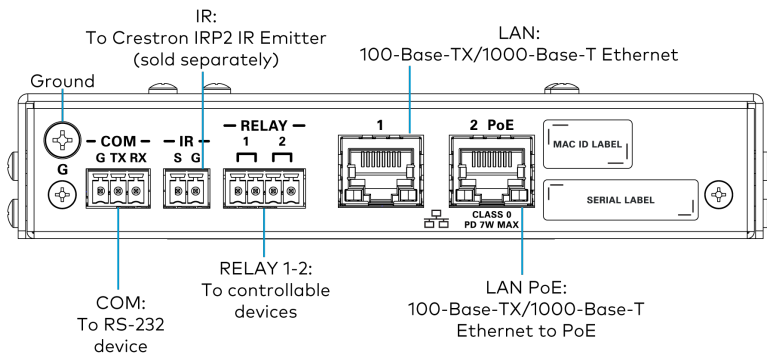 IR:
To Crestron IRP2 IR Emitter
(sold separately)
LAN:
100-Base-TX/1000-Base-T Ethernet
Ground
G
COM
G TX RX
IR
S G
RELAY
1 2
1
2 PoE
MAC ID LABEL
SERIAL LABEL
CLASS 0
PD 7W MAX
COM:
To RS-232
device
RELAY 1-2:
To controllable
devices
LAN PoE:
100-Base-TX/1000-Base-T
Ethernet to PoE